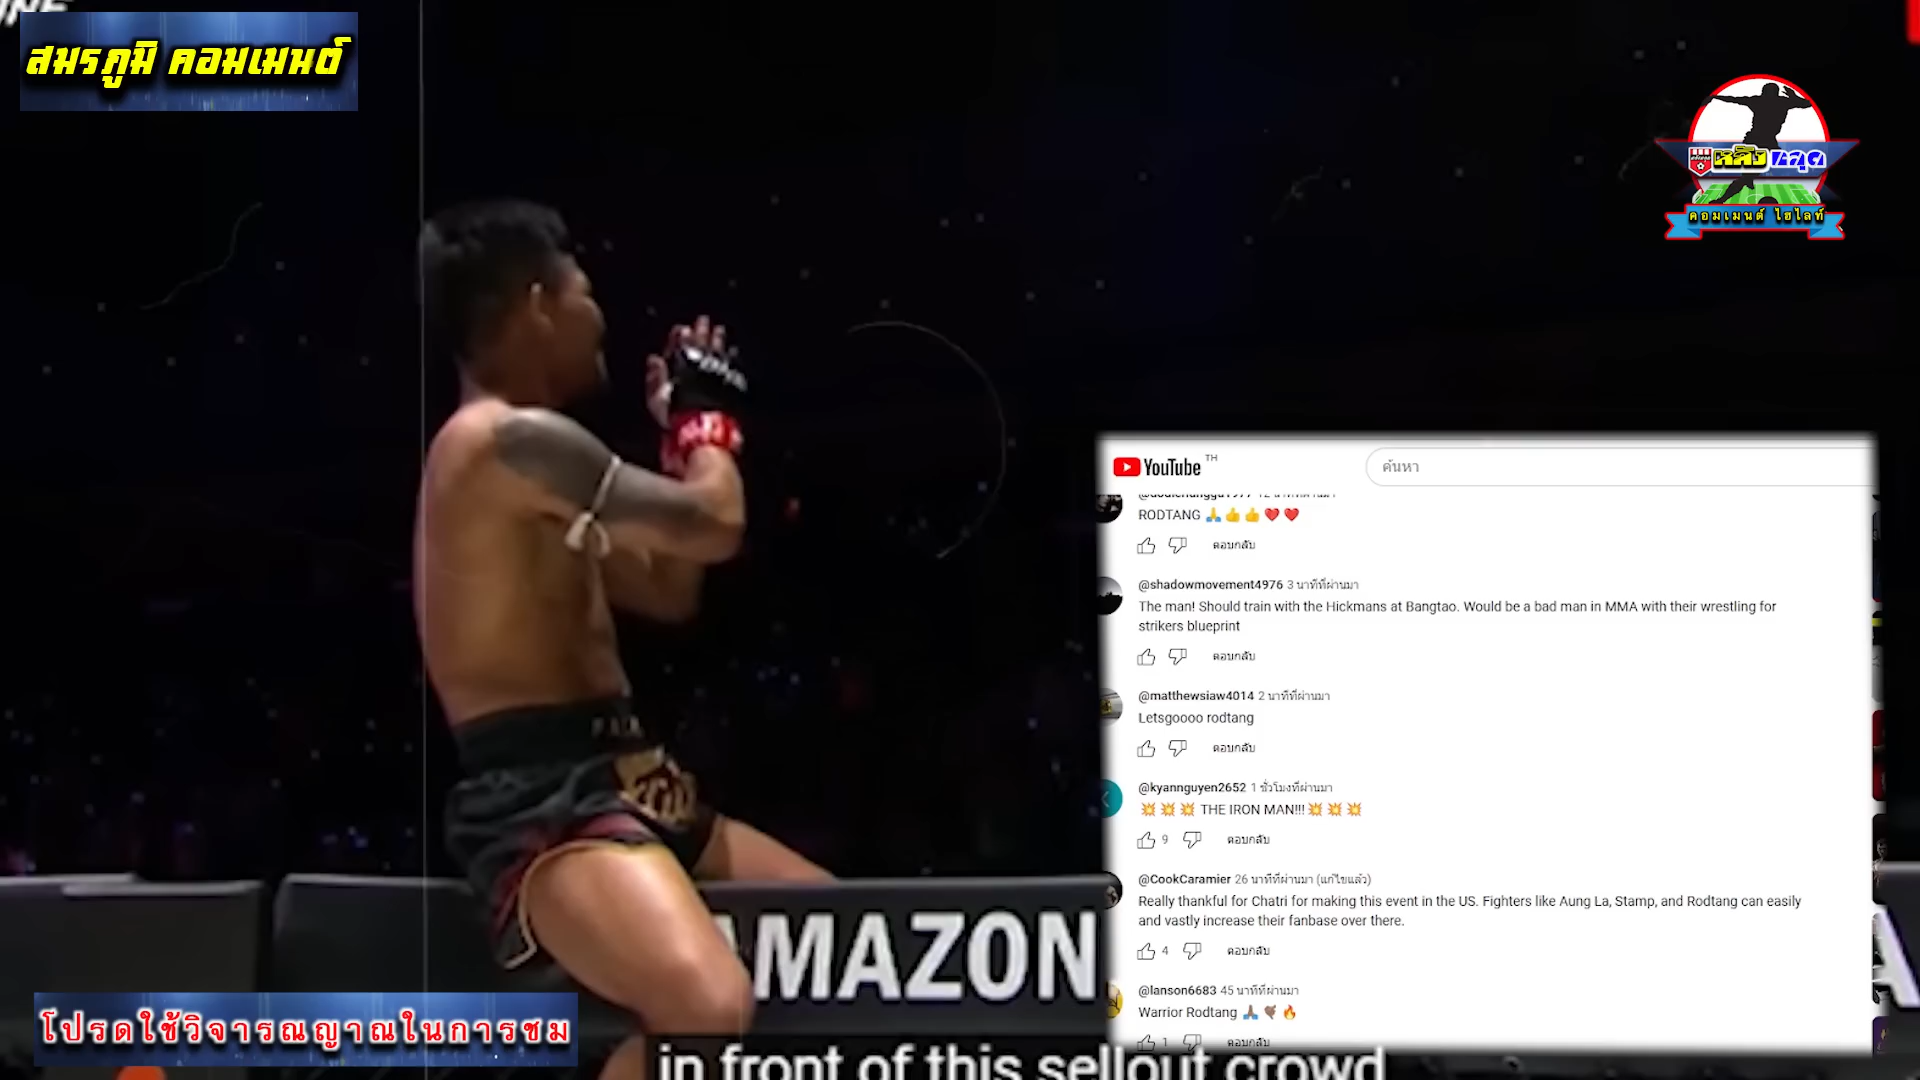 สมรภูมิ คอมเมนต์
หลังหลุด
คอมเมนต์ ไฮไลท์
YouTube TH
ค้นหา
RODTANG 🙏👍👍❤️❤️
ตอบกลับ
@shadowmovement4976 3 นาทีที่ผ่านมา
The man! Should train with the Hickmans at Bangtao. Would be a bad man in MMA with their wrestling for
strikers blueprint
ตอบกลับ
@matthewsiaw4014 2 นาทีที่ผ่านมา
Letsgoooo rodtang
ตอบกลับ
@kyannguyen2652 1 ชั่วโมงที่ผ่านมา
💥💥💥 THE IRON MAN!!!💥💥💥
9 ตอบกลับ
@CookCaramier 26 นาทีที่ผ่านมา (แก้ไขแล้ว)
Really thankful for Chatri for making this event in the US. Fighters like Aung La, Stamp, and Rodtang can easily
and vastly increase their fanbase over there.
4 ตอบกลับ
@lanson6683 45 นาทีที่ผ่านมา
Warrior Rodtang 🙏🏽🔥
1 ตอบกลับ
AMAZON
โปรดใช้วิจารณญาณในการชม
in front of this sellout crowd